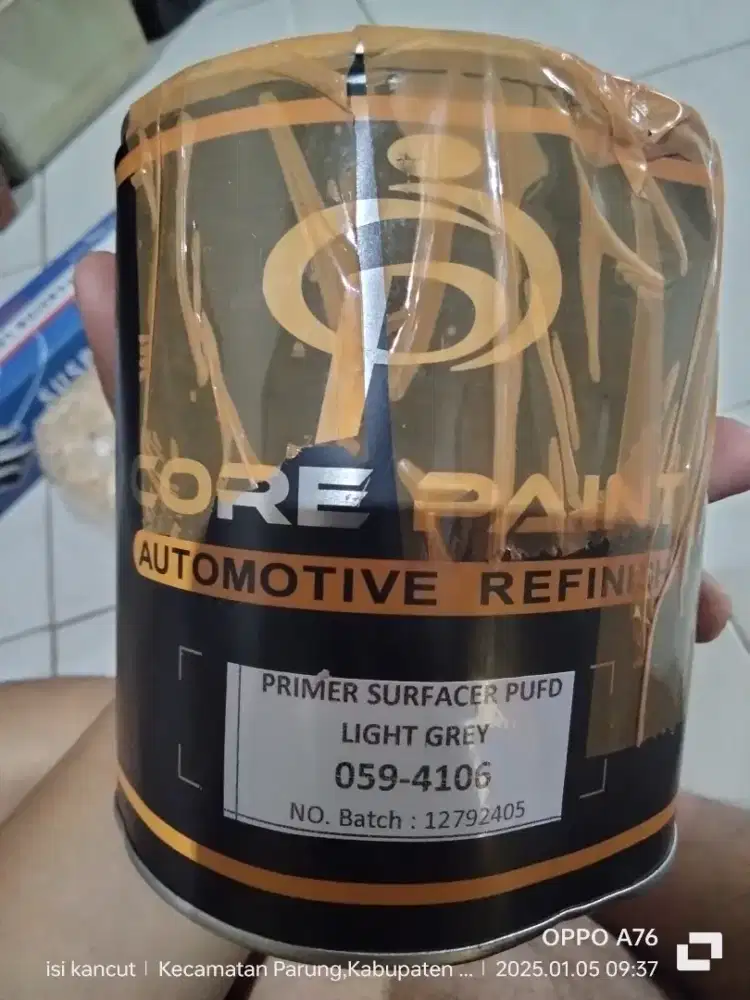 CORE PAINT
AUTOMOTIVE REFINISH
PRIMER SURFACER PUFD
LIGHT GREY
059-4106
NO. Batch : 12792405
OPPO A76
isi kancut | Kecamatan Parung,Kabupaten ... | 2025.01.05 09:37